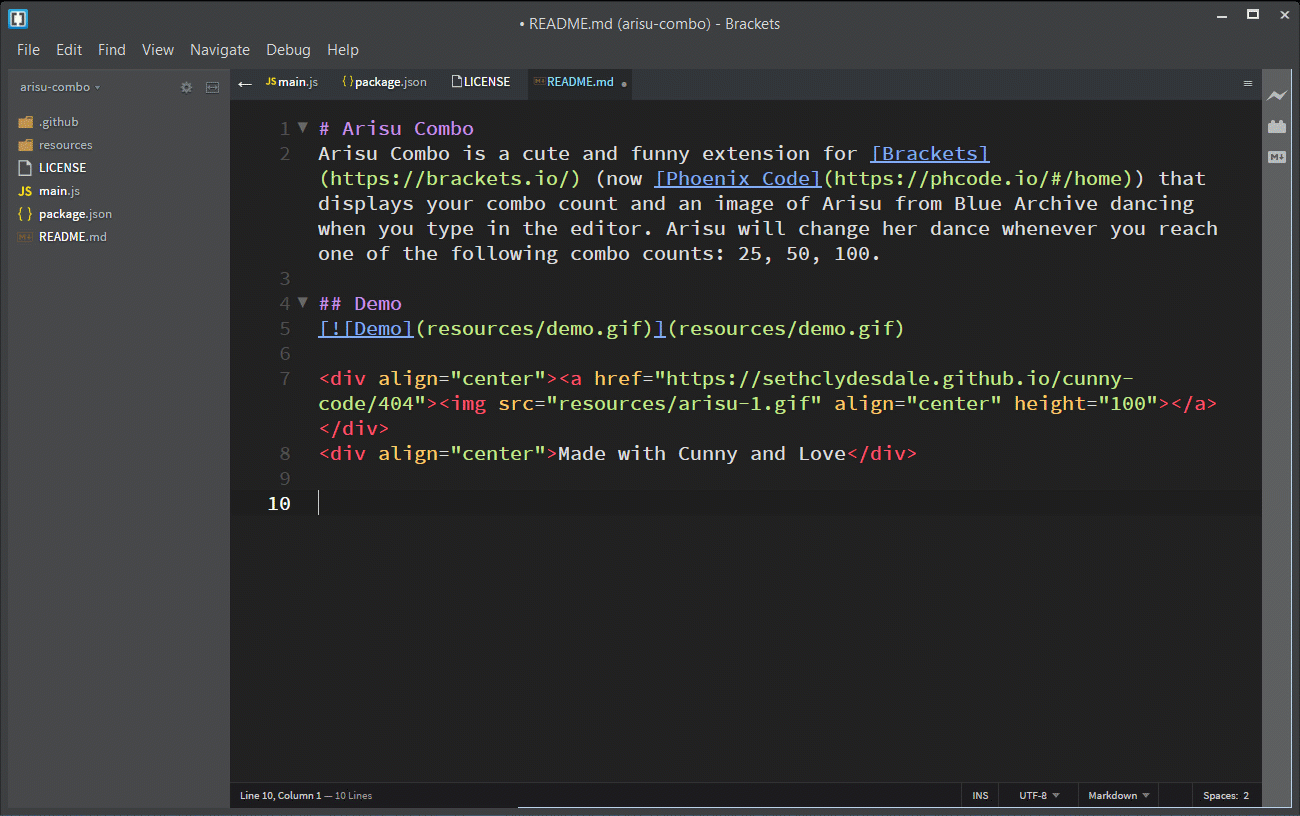 • README.md (arisu-combo) - Brackets
File Edit Find View Navigate Debug Help
arisu-combo
.github
resources
LICENSE
JS main.js
{ } package.json
README.md
← JS main.js { } package.json LICENSE README.md •
1 # Arisu Combo
2 Arisu Combo is a cute and funny extension for [Brackets]
(https://brackets.io/) (now [Phoenix Code](https://phcode.io/#/home)) that
displays your combo count and an image of Arisu from Blue Archive dancing
when you type in the editor. Arisu will change her dance whenever you reach
one of the following combo counts: 25, 50, 100.
3
4 ## Demo
5 [![Demo](resources/demo.gif)](resources/demo.gif)
6
7 <div align="center"><a href="https://sethclydesdale.github.io/cunny-
code/404"><img src="resources/arisu-1.gif" align="center" height="100"></a>
</div>
8 <div align="center">Made with Cunny and Love</div>
9
10
Line 10, Column 1 — 10 Lines
INS UTF-8 Markdown Spaces: 2